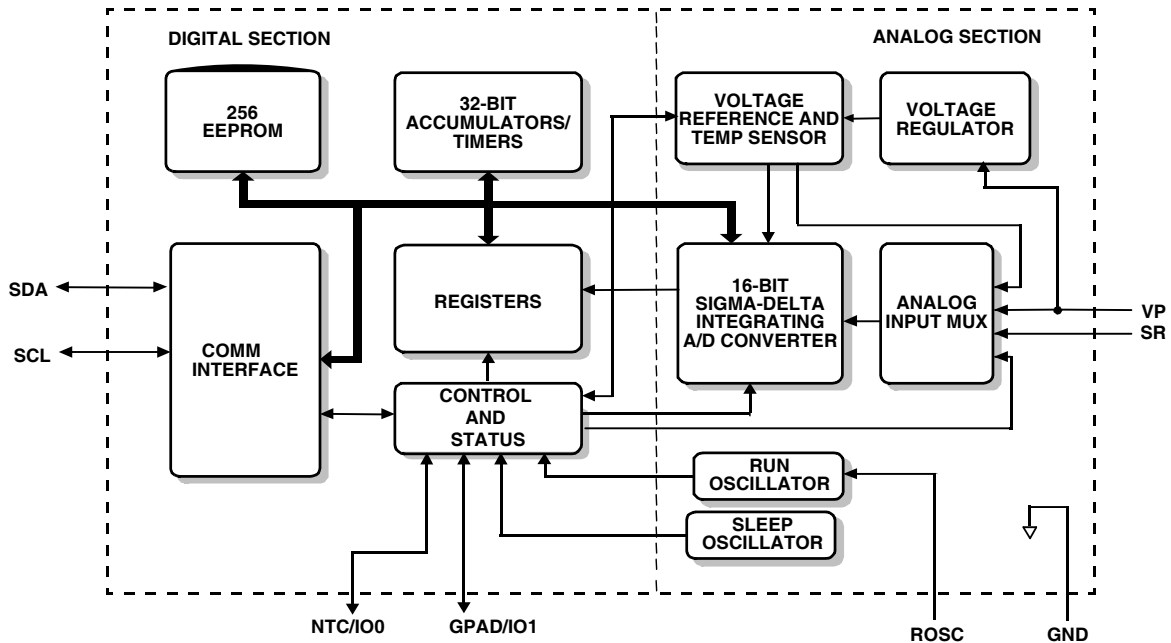 DIGITAL SECTION
ANALOG SECTION
256
EEPROM
32-BIT
ACCUMULATORS/
TIMERS
VOLTAGE
REFERENCE AND
TEMP SENSOR
VOLTAGE
REGULATOR
SDA
SCL
COMM
INTERFACE
REGISTERS
16-BIT
SIGMA-DELTA
INTEGRATING
A/D CONVERTER
ANALOG
INPUT MUX
VP
SR
CONTROL
AND
STATUS
RUN
OSCILLATOR
SLEEP
OSCILLATOR
NTC/IO0
GPAD/IO1
ROSC
GND